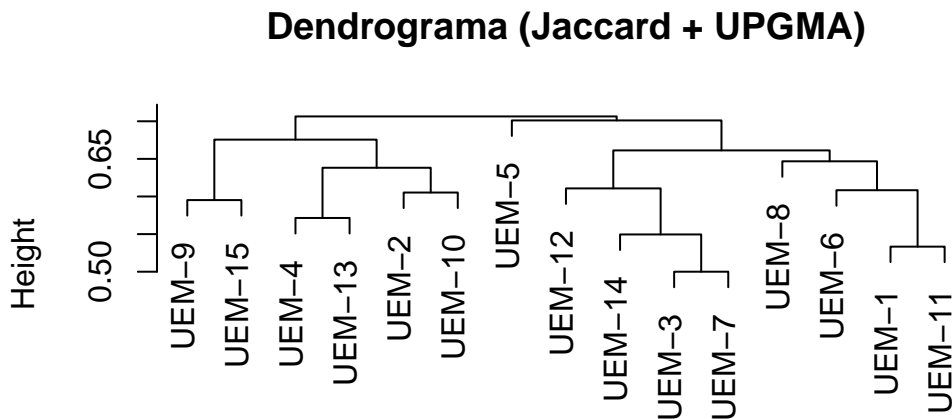 Dendrograma (Jaccard + UPGMA)
Height
0.50
0.65
UEM−9
UEM−15
UEM−4
UEM−13
UEM−2
UEM−10
UEM−5
UEM−12
UEM−14
UEM−3
UEM−7
UEM−8
UEM−6
UEM−1
UEM−11